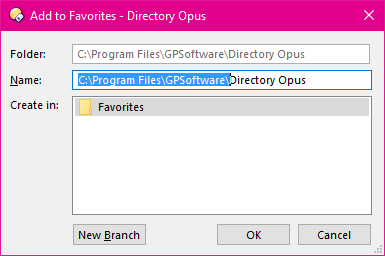 Add to Favorites - Directory Opus
Folder: C:\Program Files\GPSoftware\Directory Opus
Name: C:\Program Files\GPSoftware\Directory Opus
Create in: Favorites
New Branch OK Cancel